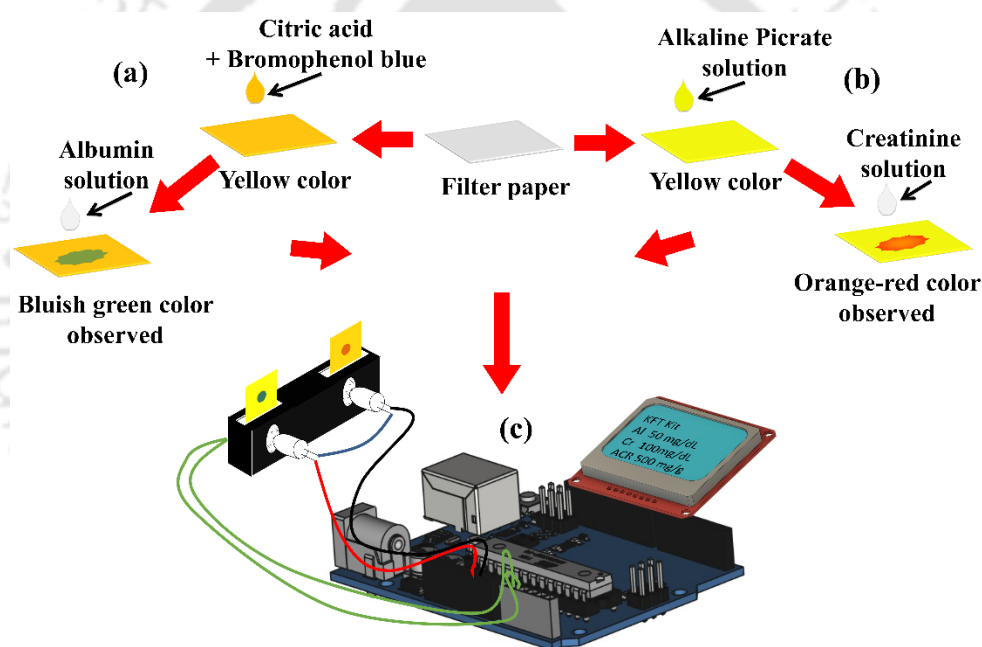 (a)
Citric acid
+ Bromophenol blue
Alkaline Picrate
solution
(b)
Albumin
solution
Creatinine
solution
Yellow color
Filter paper
Yellow color
Bluish green color
observed
Orange-red color
observed
(c)
KFT Kit
Al 50 mg/dL
Cr 100mg/dL
ACR 500 mg/g